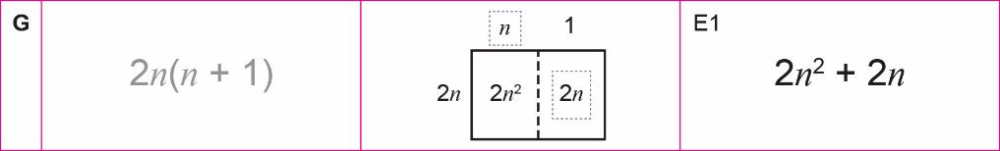 G
2n(n + 1)
n 1
2n 2n² 2n
E1
2n² + 2n